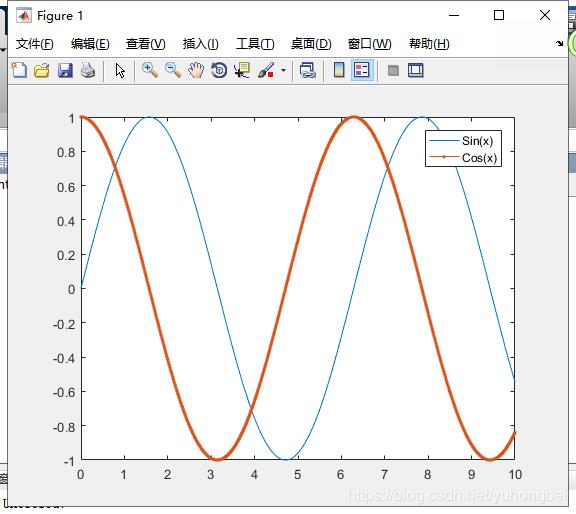 Figure 1
文件(F) 编辑(E) 查看(V) 插入(I) 工具(T) 桌面(D) 窗口(W) 帮助(H)
1
0.8
0.6
0.4
0.2
0
-0.2
-0.4
-0.6
-0.8
-1
0 1 2 3 4 5 6 7 8 9 10
Sin(x)
Cos(x)
https://blog.csdn.net/yuhongbei